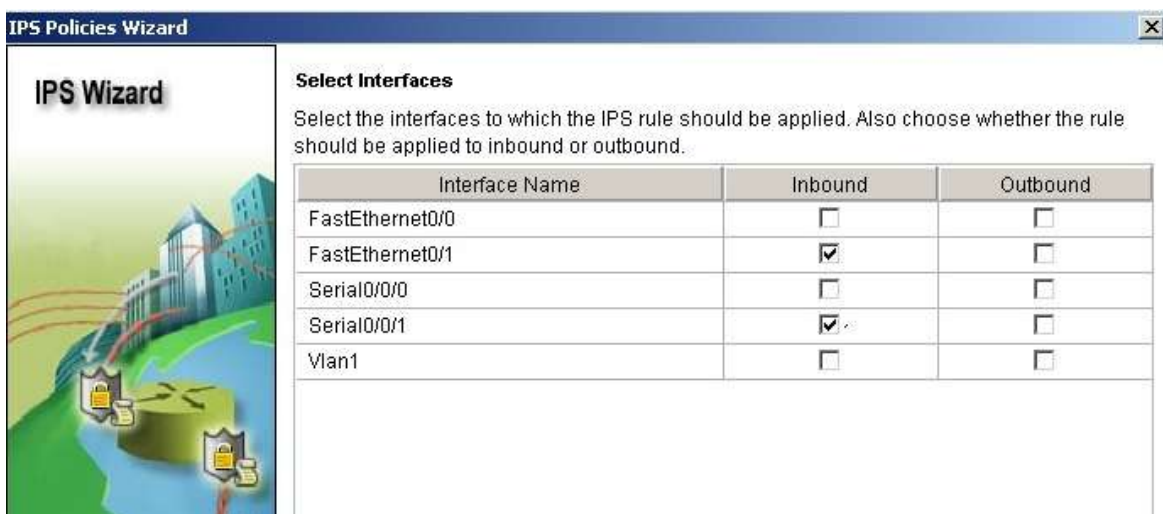 IPS Policies Wizard
IPS Wizard
Select Interfaces
Select the interfaces to which the IPS rule should be applied. Also choose whether the rule
should be applied to inbound or outbound.
Interface Name Inbound Outbound
FastEthernet0/0
FastEthernet0/1
Serial0/0/0
Serial0/0/1
Vlan1